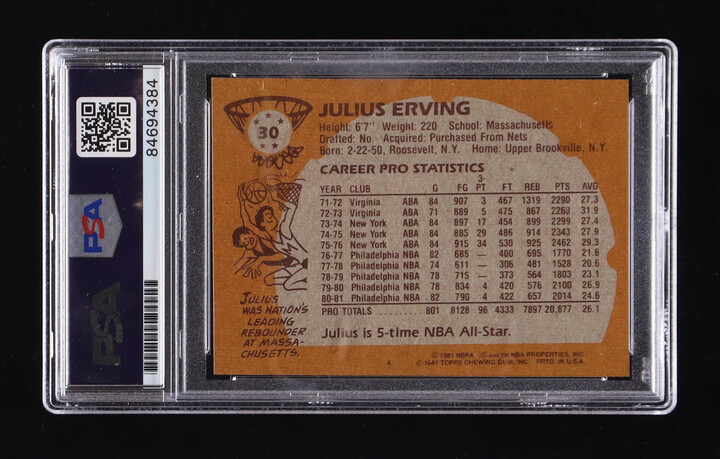 PSA
PSA
84694384
30
JULIUS ERVING
Height: 6'7" Weight: 220 School: Massachusetts
Drafted: No Acquired: Purchased From Nets
Born: 2-22-50, Roosevelt, N.Y. Home: Upper Brookville, N.Y.
CAREER PRO STATISTICS
YEAR CLUB G FG 3-PT FT REB PTS AVG
71-72 Virginia ABA 84 907 3 467 1319 2290 27.3
72-73 Virginia ABA 71 889 5 475 867 2268 31.9
73-74 New York ABA 84 897 17 454 899 2299 27.4
74-75 New York ABA 84 885 29 486 914 2343 27.9
75-76 New York ABA 84 915 34 530 925 2462 29.3
76-77 Philadelphia NBA 82 685 — 400 695 1770 21.6
77-78 Philadelphia NBA 74 611 — 306 481 1528 20.6
78-79 Philadelphia NBA 78 715 — 373 564 1803 23.1
79-80 Philadelphia NBA 78 834 4 420 576 2100 26.9
80-81 Philadelphia NBA 82 790 4 422 657 2014 24.6
PRO TOTALS .......... 801 8128 96 4333 7897 20,877 26.1
JULIUS
WAS NATION'S
LEADING
REBOUNDER
AT MASSA-
CHUSETTS.
Julius is 5-time NBA All-Star.
© 1981 NBPA © NBA PROPERTIES, INC.
A © 1981 TOPPS CHEWING GUM, INC. PRTD. IN U.S.A.